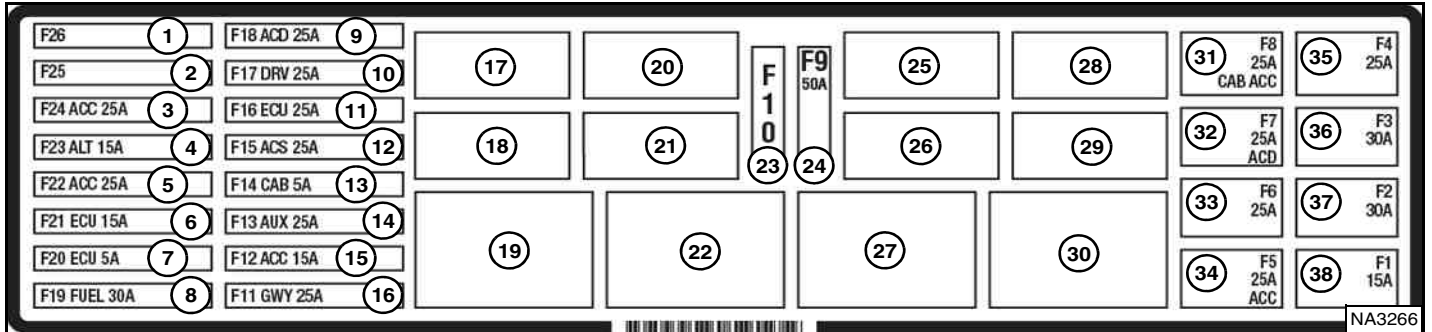 F26 1
F25 2
F24 ACC 25A 3
F23 ALT 15A 4
F22 ACC 25A 5
F21 ECU 15A 6
F20 ECU 5A 7
F19 FUEL 30A 8
F18 ACD 25A 9
F17 DRV 25A 10
F16 ECU 25A 11
F15 ACS 25A 12
F14 CAB 5A 13
F13 AUX 25A 14
F12 ACC 15A 15
F11 GWY 25A 16
17
18
19
20
21
22
F10
23
F9
50A
24
25
26
27
28
29
30
31 F8
25A
CAB ACC
32 F7
25A
ACD
33 F6
25A
34 F5
25A
ACC
35 F4
25A
36 F3
30A
37 F2
30A
38 F1
15A
NA3266